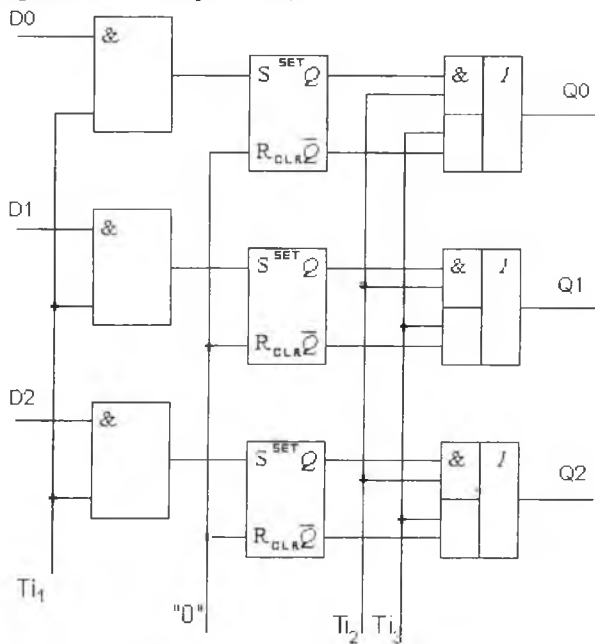 D0
&
S SET Q
R CLR Q̅
& 1
Q0
D1
&
S SET Q
R CLR Q̅
& 1
Q1
D2
&
S SET Q
R CLR Q̅
& 1
Q2
Ti₁
"0"
Ti₂
Ti₃